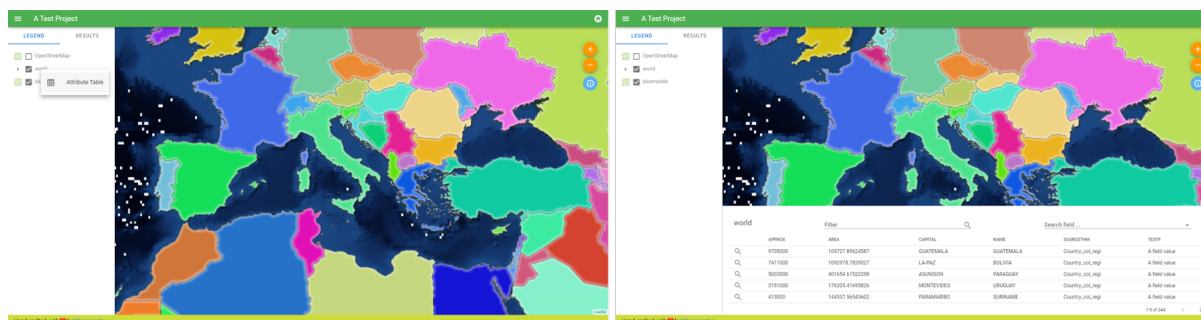 A Test Project
LEGEND RESULTS
OpenStreetMap
world
Attribute Table
Leaflet
A Test Project
LEGEND RESULTS
OpenStreetMap
world
bluemarble
world Filter Search field ...
APPROX AREA CAPITAL NAME SOURCETHM TESTF
9705000 109727.89624587 GUATEMALA GUATEMALA Country_col_regi A field value
7411000 1092978.7829027 LA-PAZ BOLIVIA Country_col_regi A field value
5003000 401654.61522298 ASUNSION PARAGUAY Country_col_regi A field value
3151000 176325.41695826 MONTEVIDEO URUGUAY Country_col_regi A field value
413000 144337.56543602 PARAMARIBO SURINAME Country_col_regi A field value
1-5 of 244